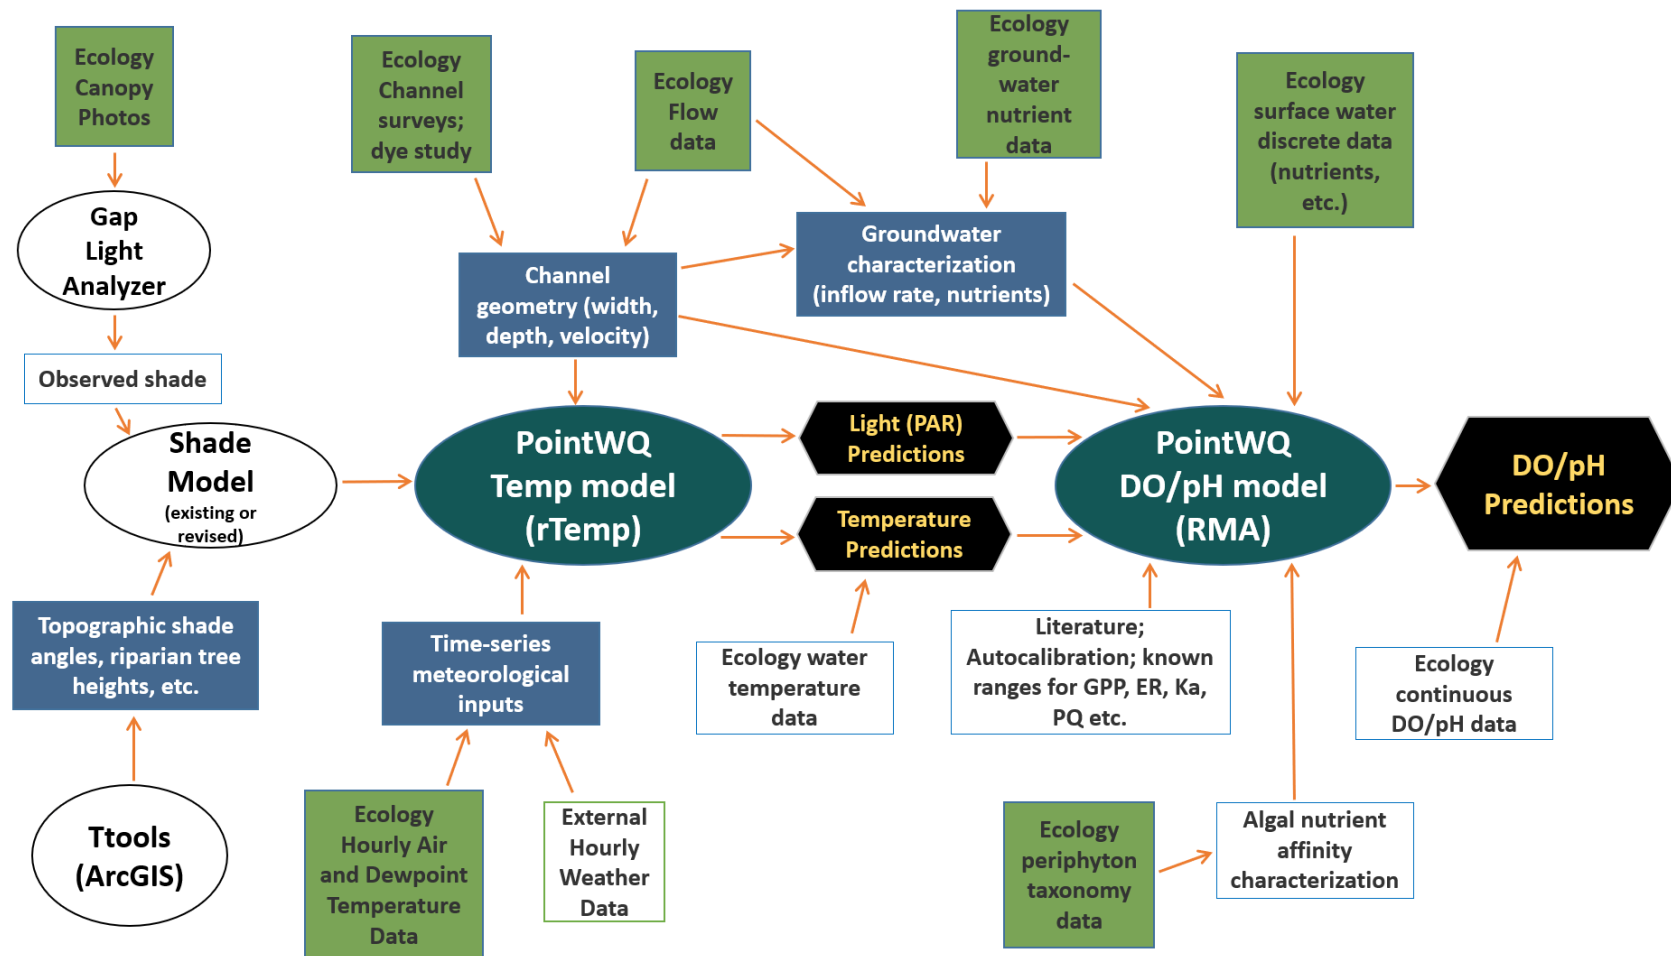 Ecology
Canopy
Photos
Ecology
Channel
surveys;
dye study
Ecology
Flow
data
Ecology
ground-
water
nutrient
data
Ecology
surface water
discrete data
(nutrients,
etc.)
Gap
Light
Analyzer
Channel
geometry (width,
depth, velocity)
Groundwater
characterization
(inflow rate, nutrients)
Observed shade
Shade
Model
(existing or
revised)
PointWQ
Temp model
(rTemp)
Light (PAR)
Predictions
Temperature
Predictions
PointWQ
DO/pH model
(RMA)
DO/pH
Predictions
Topographic shade
angles, riparian tree
heights, etc.
Time-series
meteorological
inputs
Ecology water
temperature
data
Literature;
Autocalibration; known
ranges for GPP, ER, Ka,
PQ etc.
Ecology
continuous
DO/pH data
Ttools
(ArcGIS)
Ecology
Hourly Air
and Dewpoint
Temperature
Data
External
Hourly
Weather
Data
Ecology
periphyton
taxonomy
data
Algal nutrient
affinity
characterization